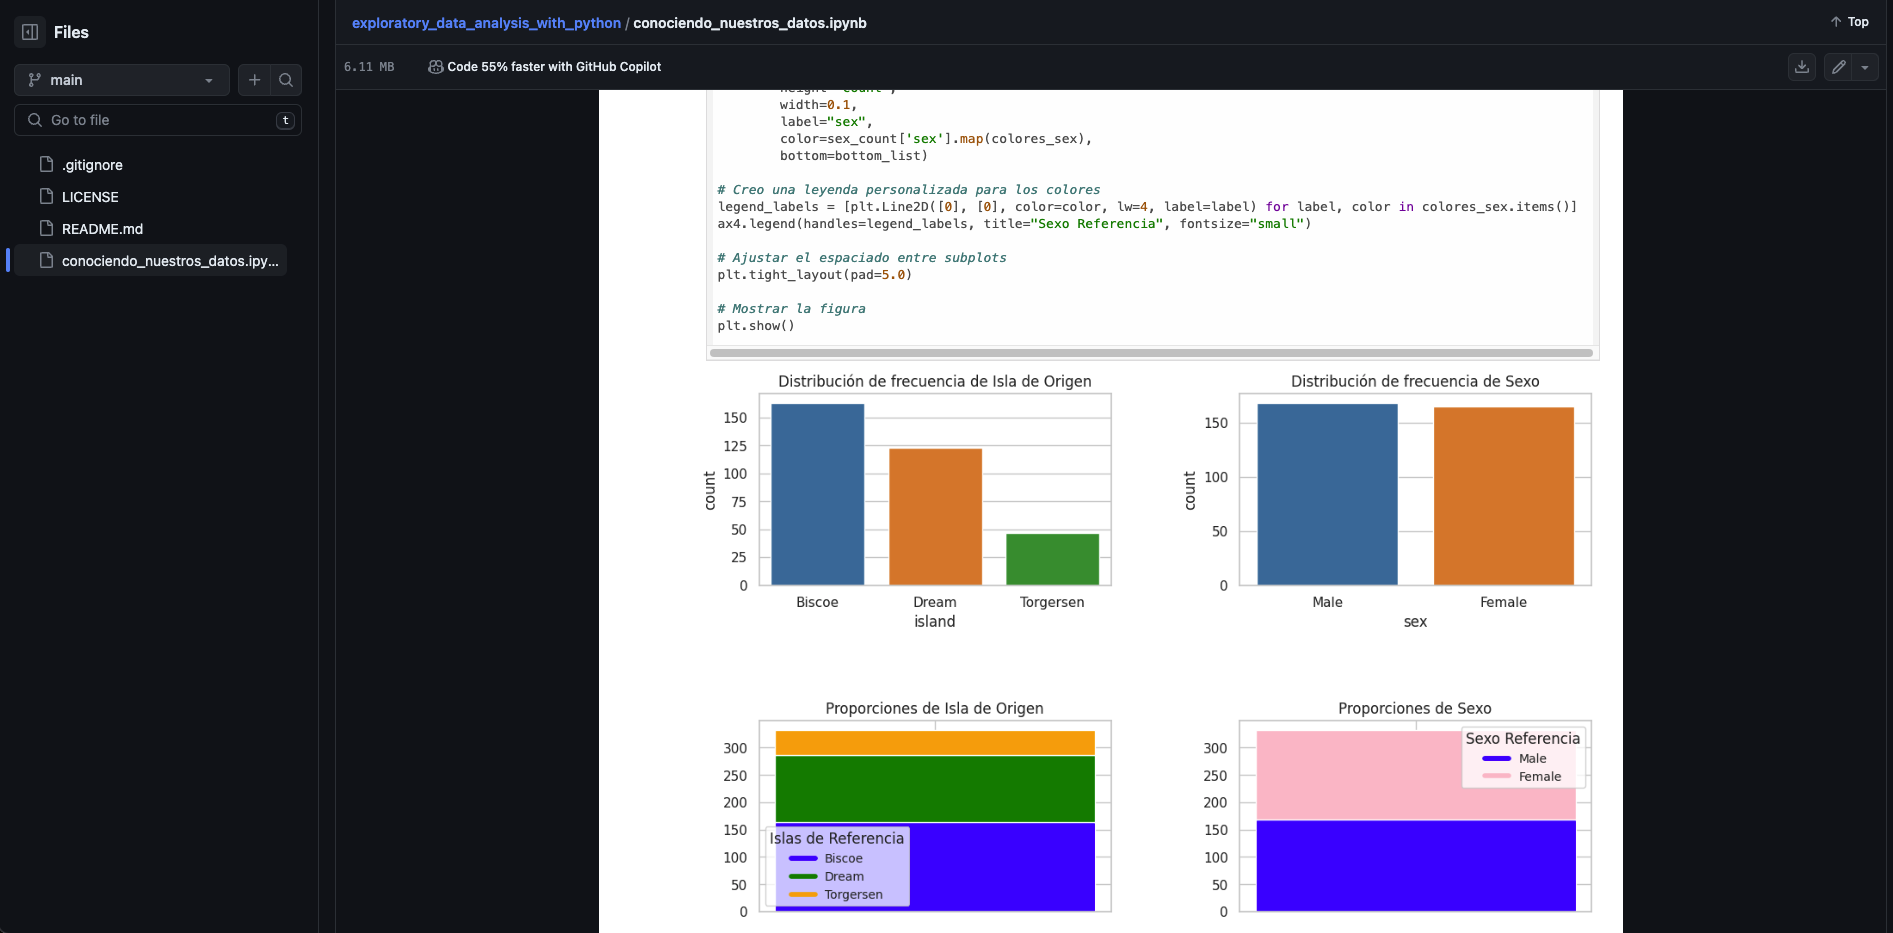 Files
main
Go to file
t
.gitignore
LICENSE
README.md
conociendo_nuestros_datos.ipy...
exploratory_data_analysis_with_python / conociendo_nuestros_datos.ipynb
Top
6.11 MB
Code 55% faster with GitHub Copilot
width=0.1,
label="sex",
color=sex_count['sex'].map(colores_sex),
bottom=bottom_list)
# Creo una leyenda personalizada para los colores
legend_labels = [plt.Line2D([0], [0], color=color, lw=4, label=label) for label, color in colores_sex.items()]
ax4.legend(handles=legend_labels, title="Sexo Referencia", fontsize="small")
# Ajustar el espaciado entre subplots
plt.tight_layout(pad=5.0)
# Mostrar la figura
plt.show()
Distribución de frecuencia de Isla de Origen
150
125
100
75
50
25
0
count
Biscoe
Dream
Torgersen
island
Distribución de frecuencia de Sexo
150
100
50
0
count
Male
Female
sex
Proporciones de Isla de Origen
300
250
200
150
100
50
0
Islas de Referencia
Biscoe
Dream
Torgersen
Proporciones de Sexo
300
250
200
150
100
50
0
Sexo Referencia
Male
Female